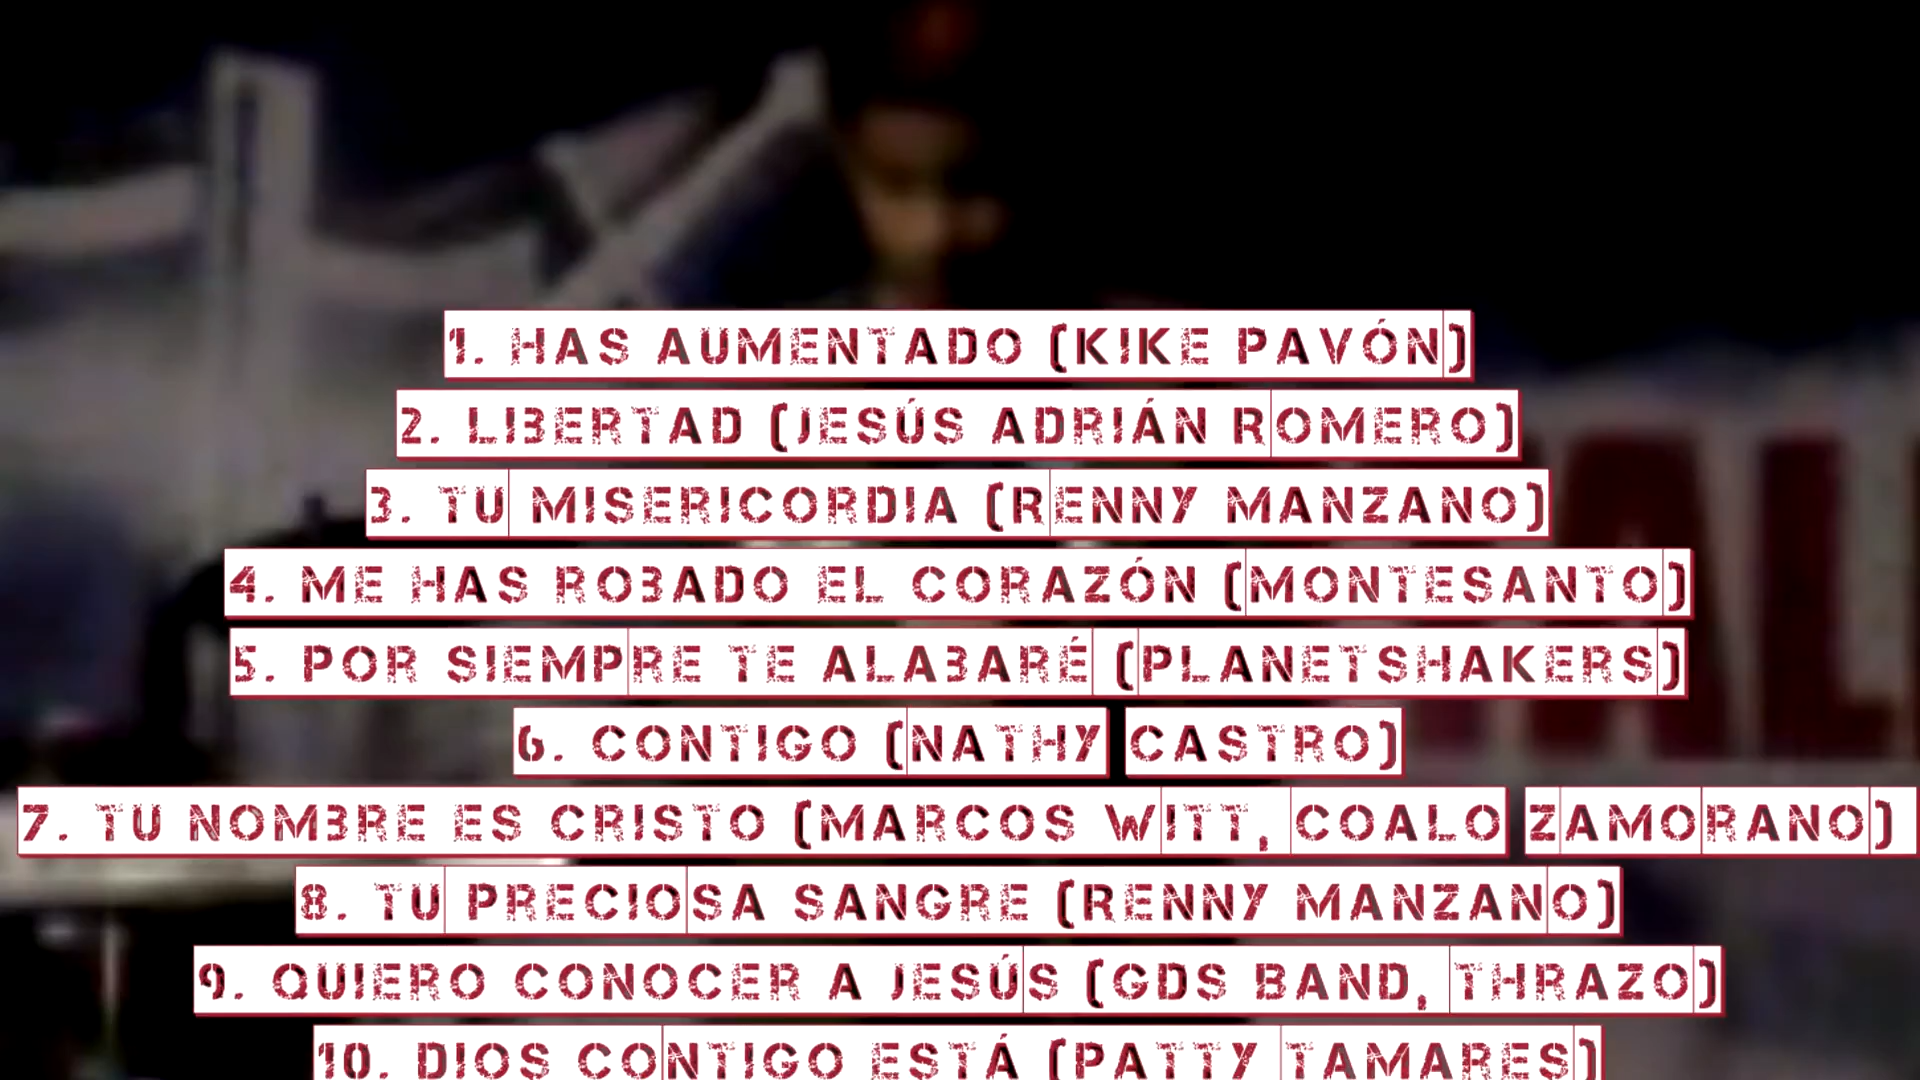 1. HAS AUMENTADO (KIKE PAVÓN)
2. LIBERTAD (JESÚS ADRIÁN ROMERO)
3. TU MISERICORDIA (RENNY MANZANO)
4. ME HAS ROBADO EL CORAZÓN (MONTESANTO)
5. POR SIEMPRE TE ALABARÉ (PLANETSHAKERS)
6. CONTIGO (NATHY CASTRO)
7. TU NOMBRE ES CRISTO (MARCOS WITT, COALO ZAMORANO)
8. TU PRECIOSA SANGRE (RENNY MANZANO)
9. QUIERO CONOCER A JESÚS (GDS BAND, THRAZO)
10. DIOS CONTIGO ESTÁ (PATTY TAMARES)